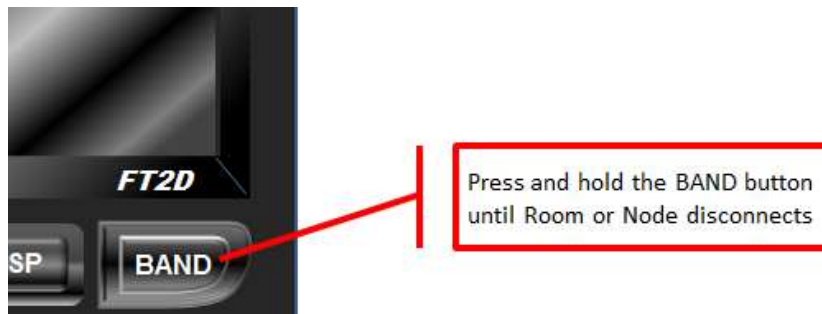 FT2D
SP
BAND
Press and hold the BAND button
until Room or Node disconnects